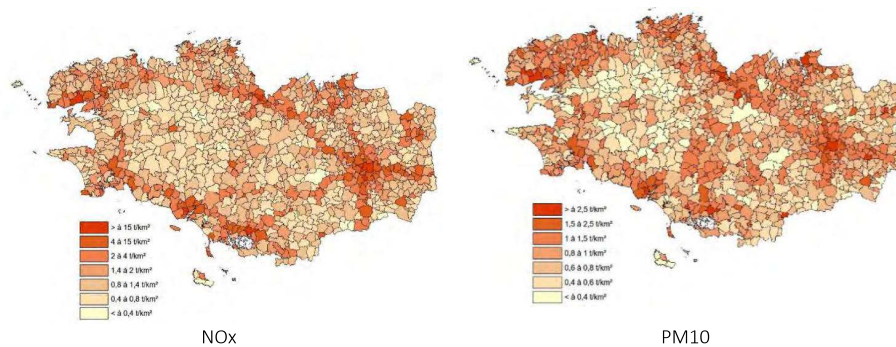 > à 15 t/km²
4 à 15 t/km²
2 à 4 t/km²
1,4 à 2 t/km²
0,8 à 1,4 t/km²
0,4 à 0,8 t/km²
< à 0,4 t/km²
NOx
> à 2,5 t/km²
1,5 à 2,5 t/km²
1 à 1,5 t/km²
0,8 à 1 t/km²
0,6 à 0,8 t/km²
0,4 à 0,6 t/km²
< à 0,4 t/km²
PM10